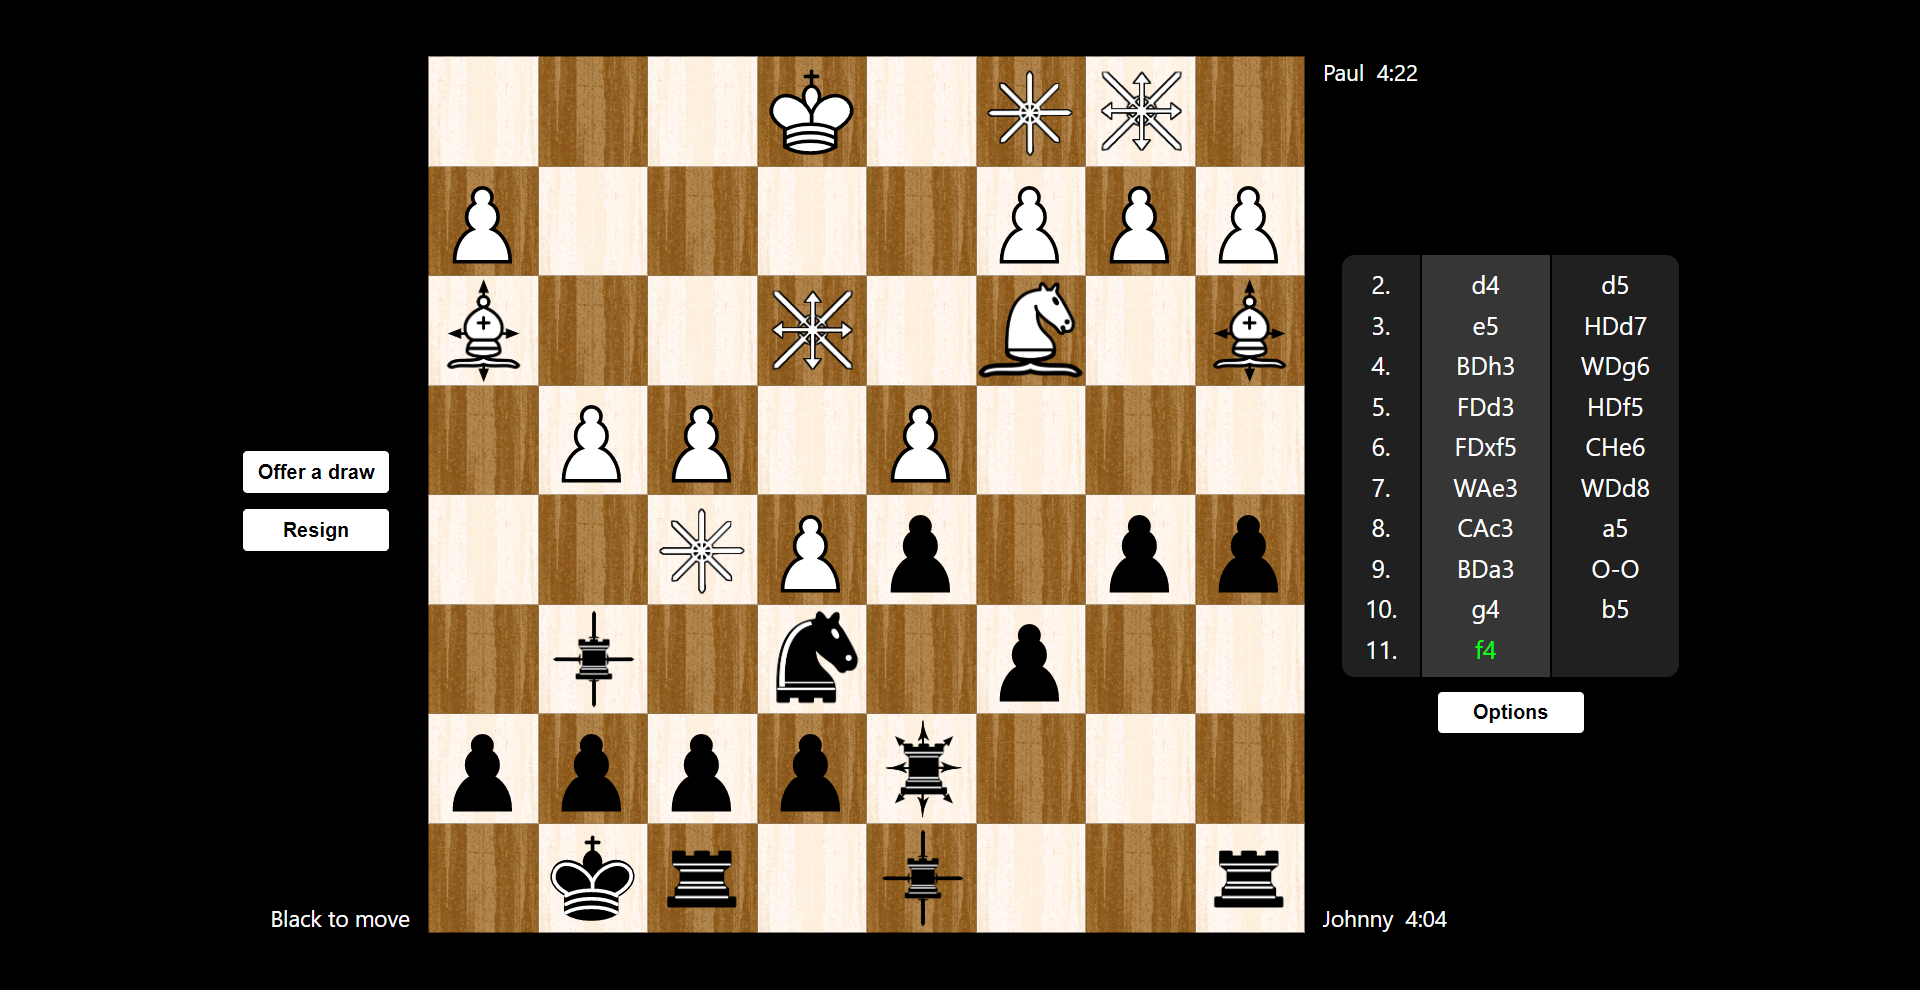 Paul 4:22
2. d4 d5
3. e5 HDd7
4. BDh3 WDg6
5. FDd3 HDf5
6. FDxf5 CHe6
7. WAe3 WDd8
8. CAc3 a5
9. BDa3 O-O
10. g4 b5
11. f4
Offer a draw
Resign
Options
Black to move
Johnny 4:04